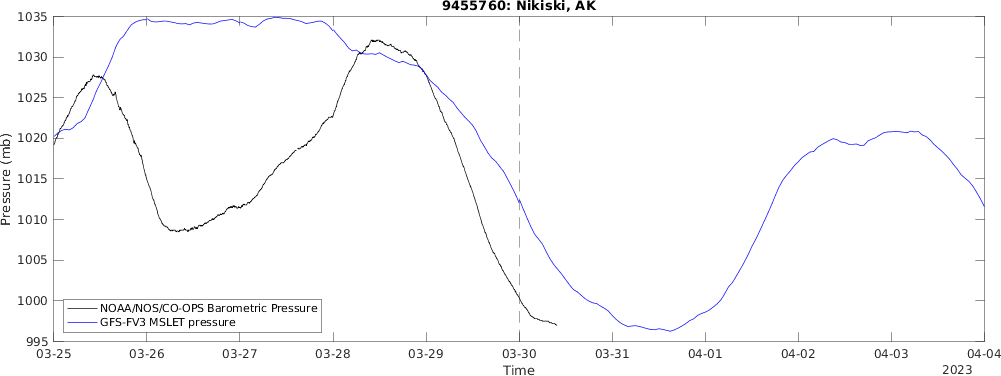 9455760: Nikiski, AK
Pressure (mb)
1035
1030
1025
1020
1015
1010
1005
1000
995
NOAA/NOS/CO-OPS Barometric Pressure
GFS-FV3 MSLET pressure
03-25 03-26 03-27 03-28 03-29 03-30 03-31 04-01 04-02 04-03 04-04
Time
2023